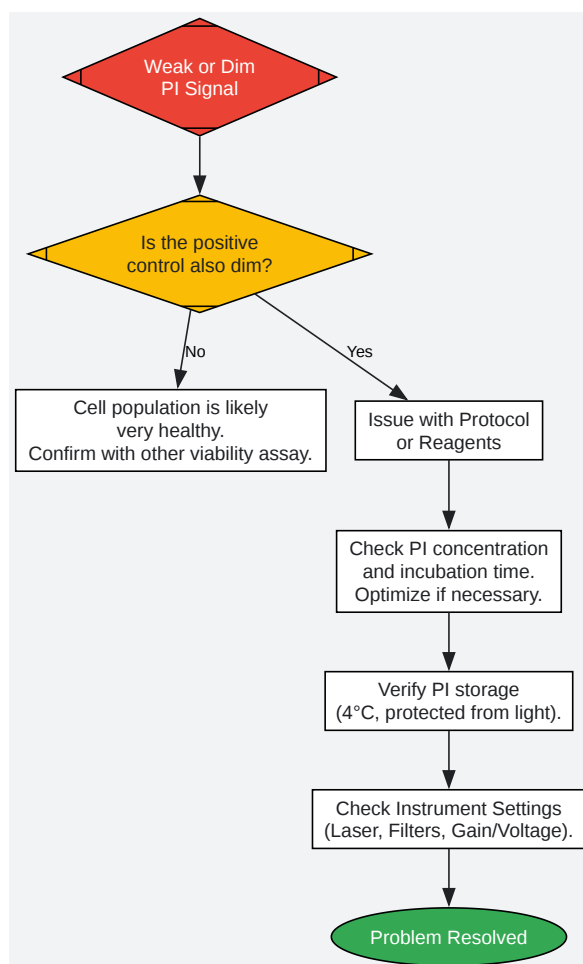 Weak or Dim
PI Signal
Is the positive
control also dim?
No
Yes
Cell population is likely
very healthy.
Confirm with other viability assay.
Issue with Protocol
or Reagents
Check PI concentration
and incubation time.
Optimize if necessary.
Verify PI storage
(4°C, protected from light).
Check Instrument Settings
(Laser, Filters, Gain/Voltage).
Problem Resolved